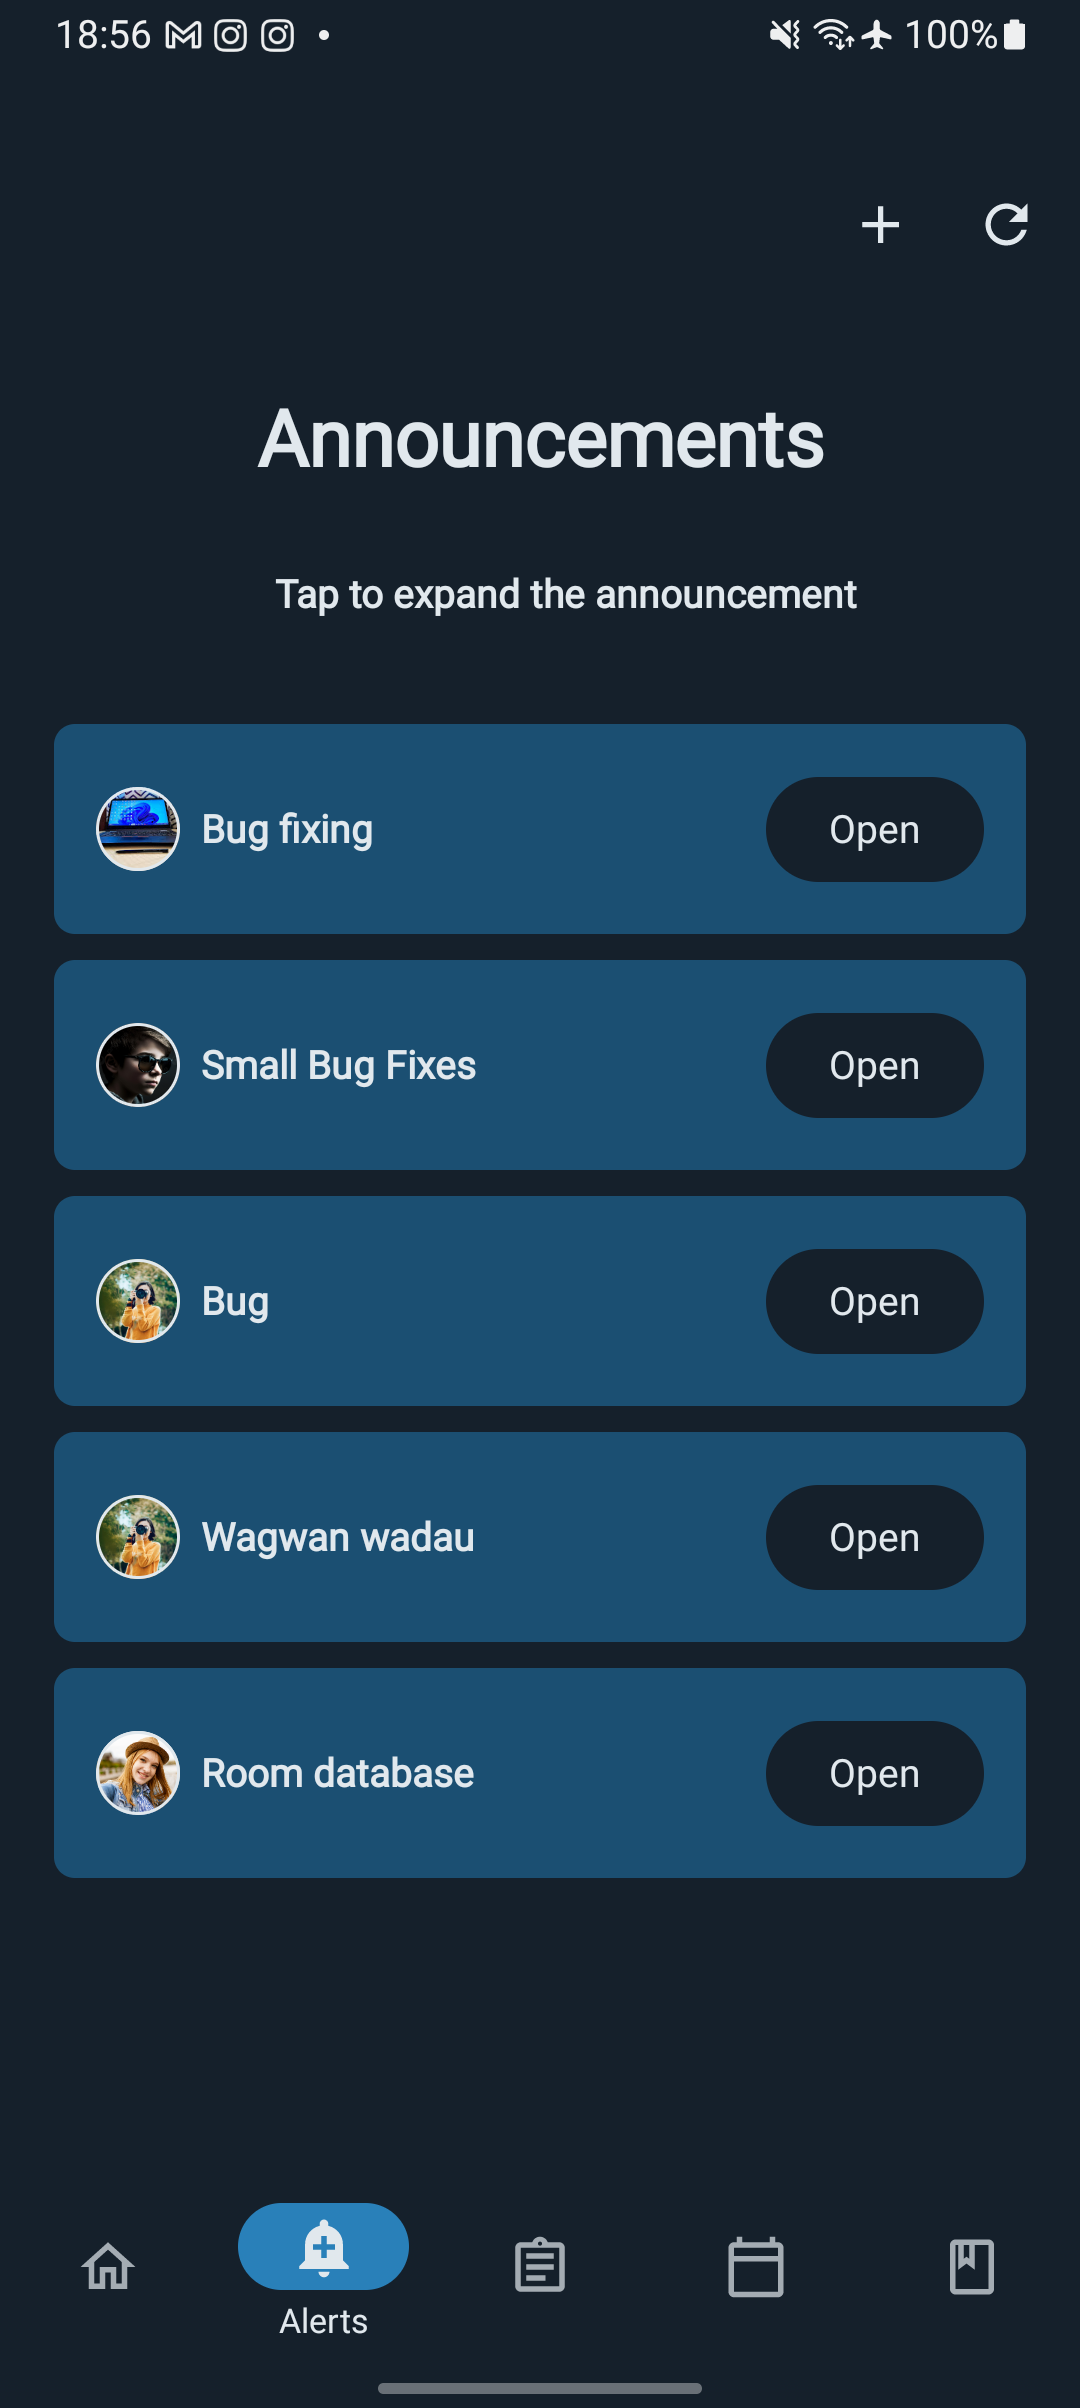 18:56 100%
Announcements
Tap to expand the announcement
Bug fixing Open
Small Bug Fixes Open
Bug Open
Wagwan wadau Open
Room database Open
Alerts